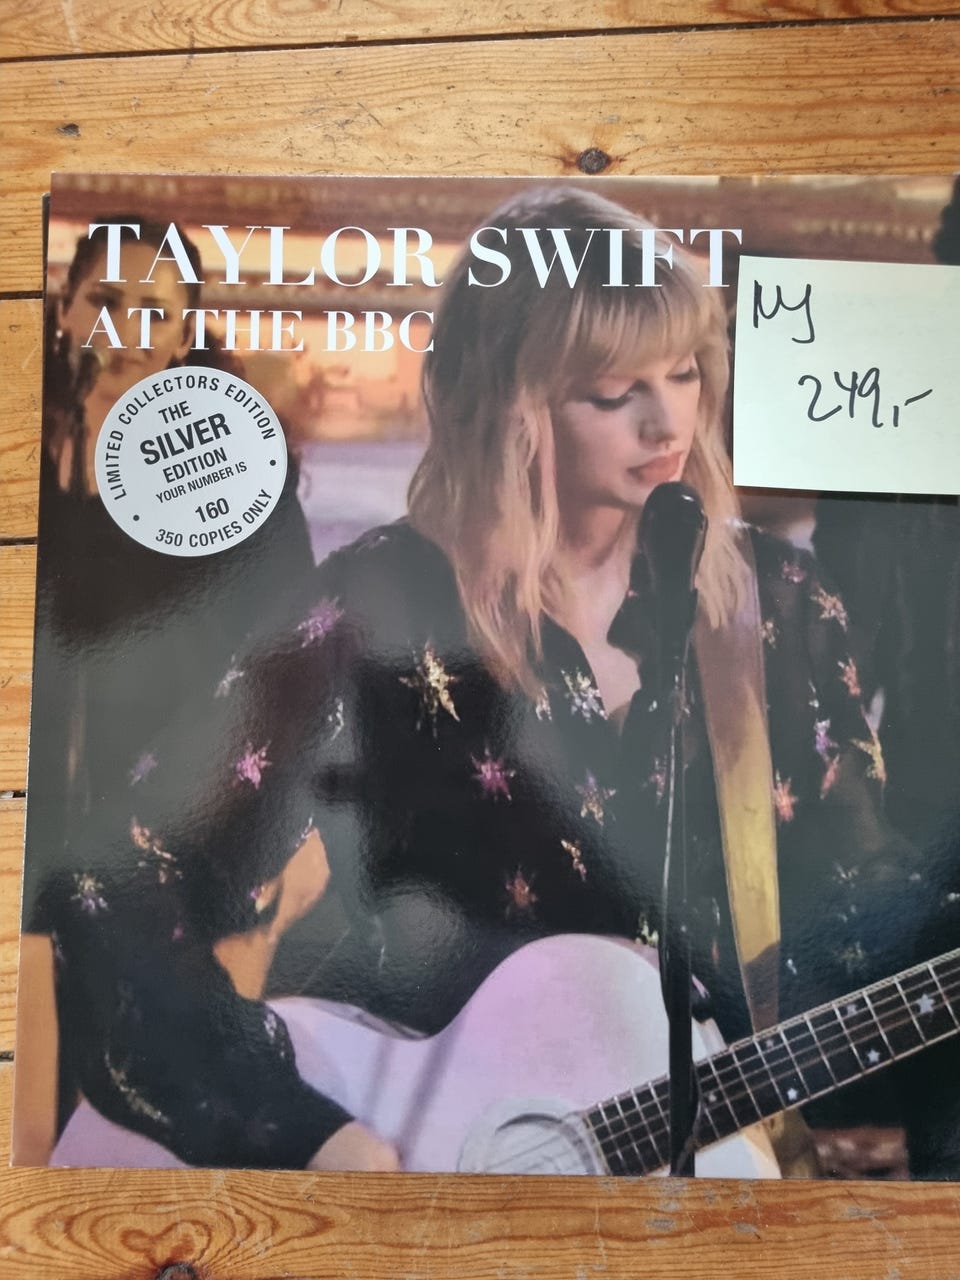 TAYLOR SWIFT
AT THE BBC
LIMITED COLLECTORS EDITION
THE
SILVER
EDITION
YOUR NUMBER IS
160
350 COPIES ONLY
Ny
249,-